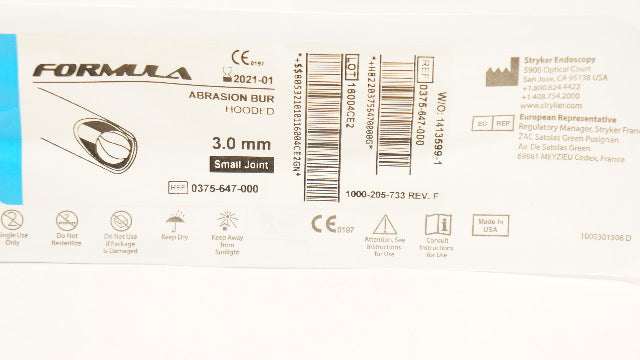 FORMULA
CE 0197
2021-01
ABRASION BUR
HOODED
3.0 mm
Small Joint
REF 0375-647-000
LOT
16004CE2
REF
0375-647-000
W/O: 1413599-1
1000-205-733 REV. F
Stryker Endoscopy
5900 Optical Court
San Jose, CA 95138 USA
+1.800.624.4422
+1.408.754.2000
www.stryker.com
EC REP
European Representative
Regulatory Manager, Stryker France
ZAC Satolas Green Pusignan
Av. De Satolas Green
69881 MEYZIEU Cedex, France
Single Use
Only
Do Not
Resterilize
Do Not Use
if Package
is Damaged
Keep Dry
Keep Away
from
Sunlight
CE 0197
Attention, See
Instructions
for Use
Consult
Instructions
for Use
Made In
USA
1000301506 D